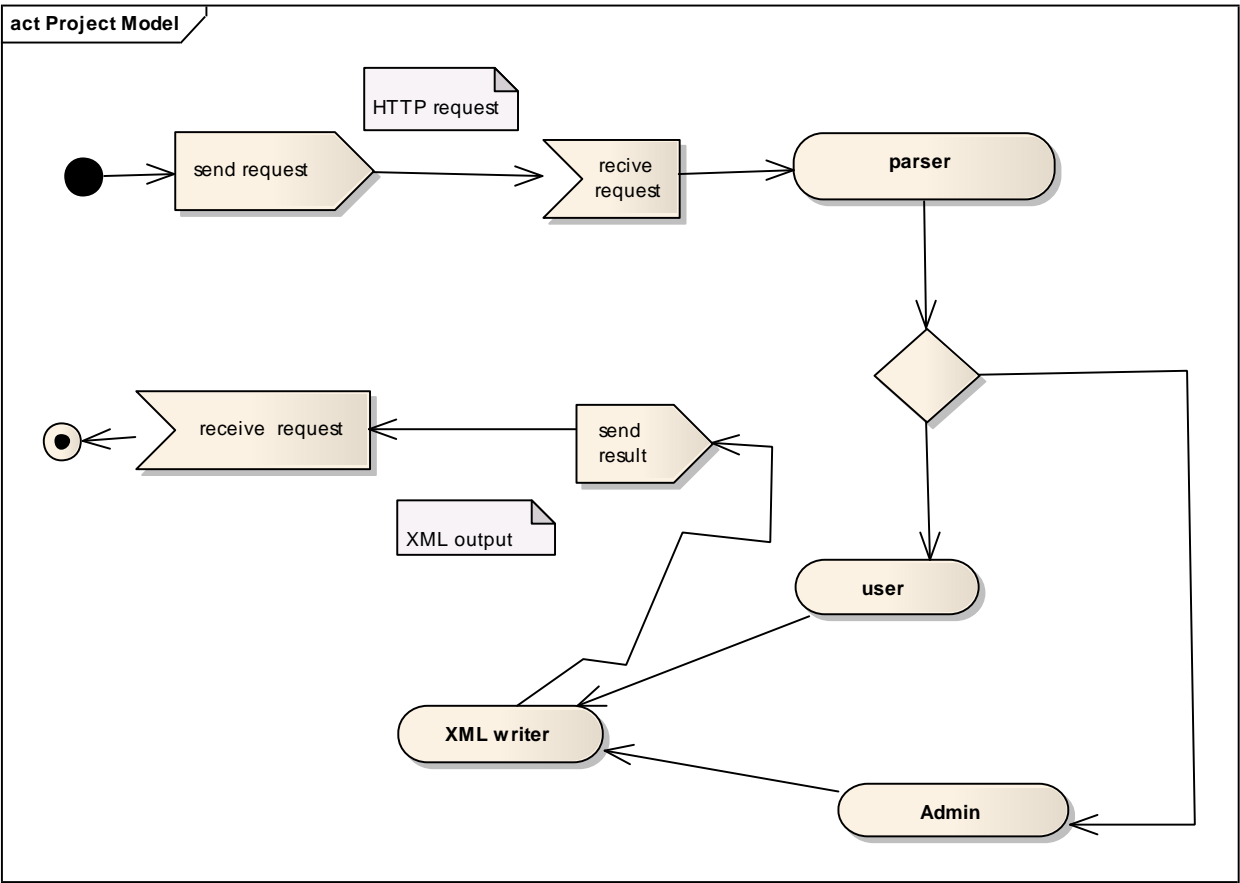 act Project Model
HTTP request
send request
recive
request
parser
receive request
send
result
XML output
user
XML writer
Admin